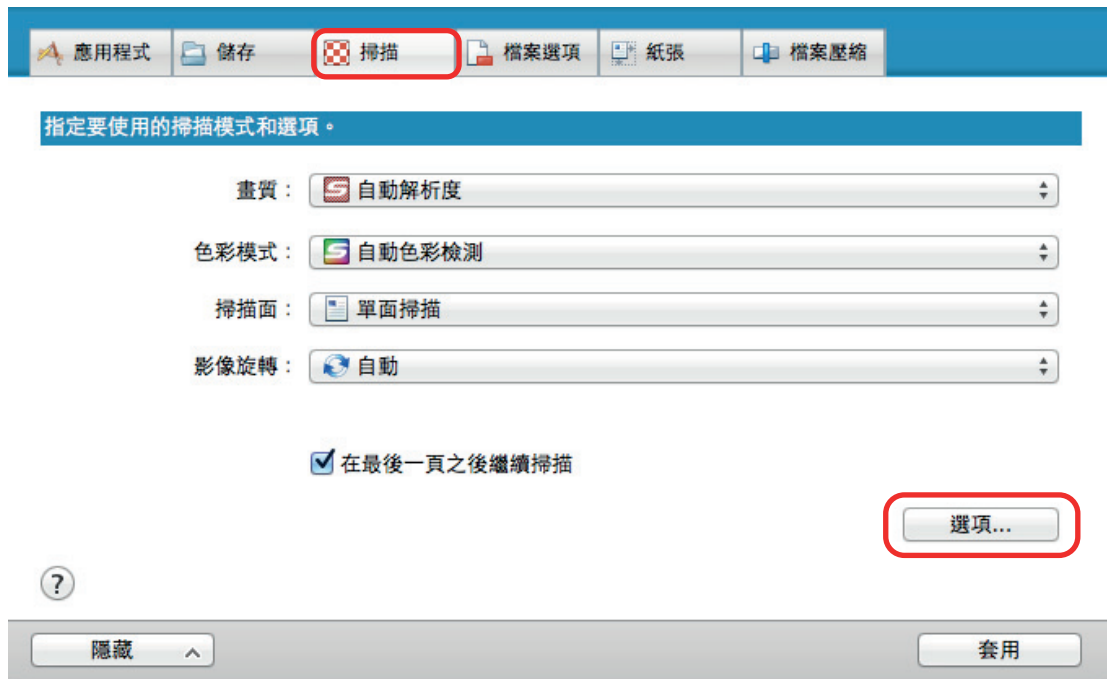 應用程式 儲存 掃描 檔案選項 紙張 檔案壓縮
指定要使用的掃描模式和選項。
畫質： 自動解析度
色彩模式： 自動色彩檢測
掃描面： 單面掃描
影像旋轉： 自動
在最後一頁之後繼續掃描
選項...
?
隱藏 套用